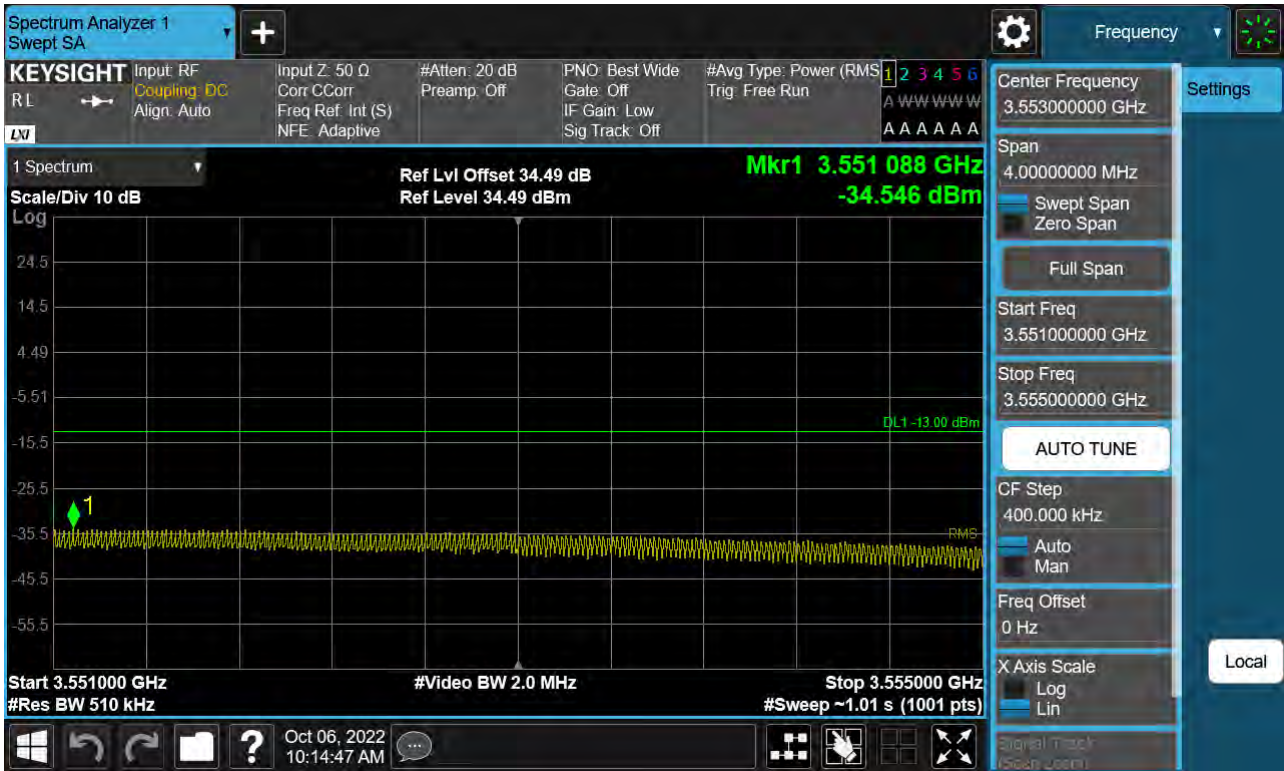 Spectrum Analyzer 1
Swept SA
+
Frequency
KEYSIGHT
RL
LXI
Input: RF
Coupling: DC
Align: Auto
Input Z: 50 Ω
Corr CCorr
Freq Ref: Int (S)
NFE: Adaptive
#Atten: 20 dB
Preamp: Off
PNO: Best Wide
Gate: Off
IF Gain: Low
Sig Track: Off
#Avg Type: Power (RMS
Trig: Free Run
1 2 3 4 5 6
A W W W W W
A A A A A A
1 Spectrum
Scale/Div 10 dB
Log
Ref Lvl Offset 34.49 dB
Ref Level 34.49 dBm
Mkr1 3.551 088 GHz
-34.546 dBm
24.5
14.5
4.49
-5.51
-15.5
-25.5
-35.5
-45.5
-55.5
DL1 -13.00 dBm
1
RMS
Start 3.551000 GHz
#Res BW 510 kHz
#Video BW 2.0 MHz
Stop 3.555000 GHz
#Sweep ~1.01 s (1001 pts)
Center Frequency
3.553000000 GHz
Span
4.00000000 MHz
Swept Span
Zero Span
Full Span
Start Freq
3.551000000 GHz
Stop Freq
3.555000000 GHz
AUTO TUNE
CF Step
400.000 kHz
Auto
Man
Freq Offset
0 Hz
X Axis Scale
Log
Lin
Signal Track
(Span Zoom)
Settings
Local
?
Oct 06, 2022
10:14:47 AM